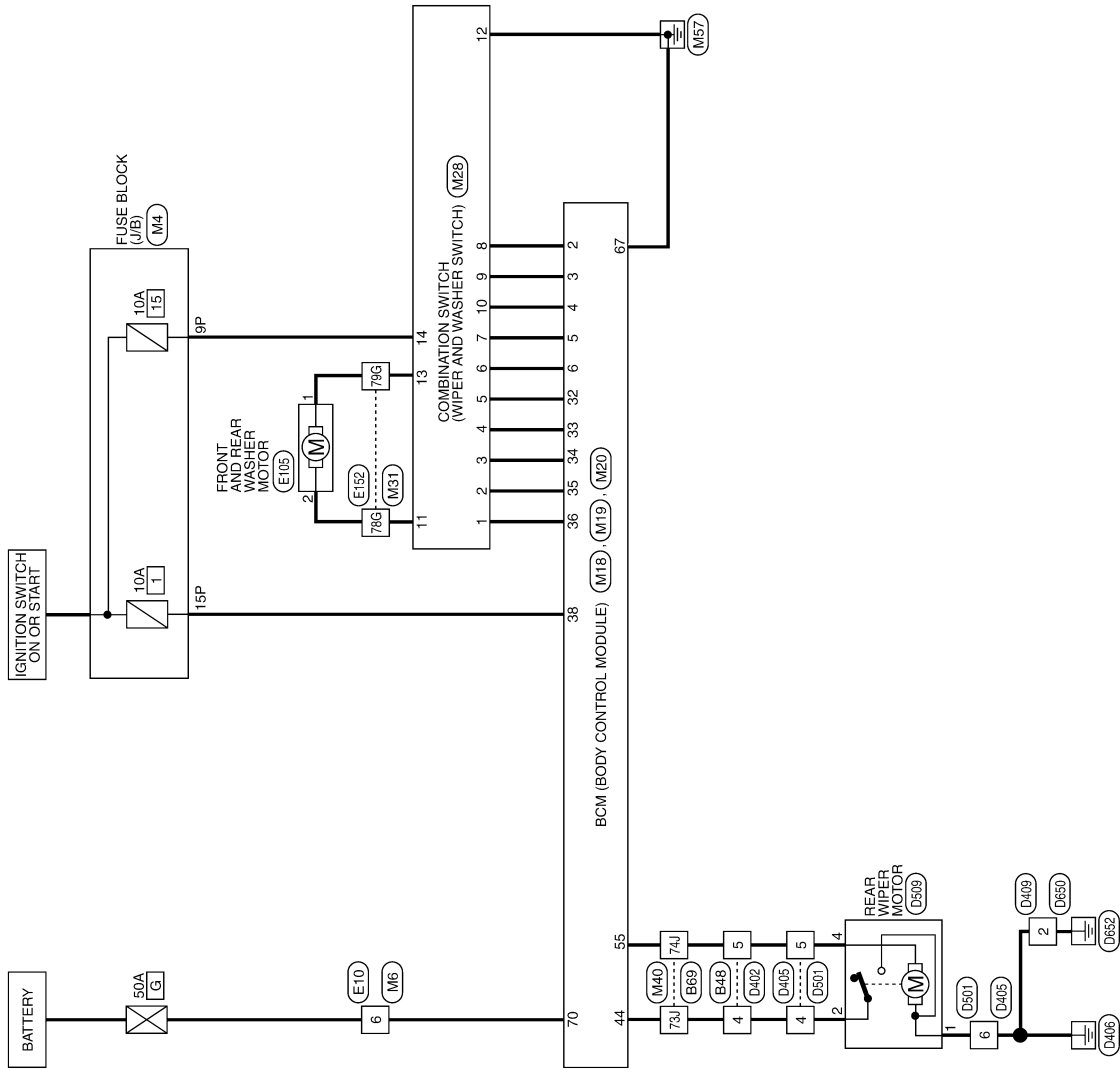 BATTERY
50A
G
E10
6
M6
70
IGNITION SWITCH
ON OR START
FUSE BLOCK
(J/B)
M4
10A
1
10A
15
15P
9P
38
FRONT
AND REAR
WASHER
MOTOR
E105
2
M
1
E152
78G
79G
M31
11
13
14
12
COMBINATION SWITCH
(WIPER AND WASHER SWITCH)
M28
1
2
3
4
5
6
7
10
9
8
36
35
34
33
32
6
5
4
3
2
67
M57
BCM (BODY CONTROL MODULE)
M18
,
M19
,
M20
44
55
M40
73J
74J
B69
B48
4
5
D402
D405
4
5
D501
2
4
REAR
WIPER
MOTOR
D509
M
1
D501
6
D405
D409
2
D650
D406
D652